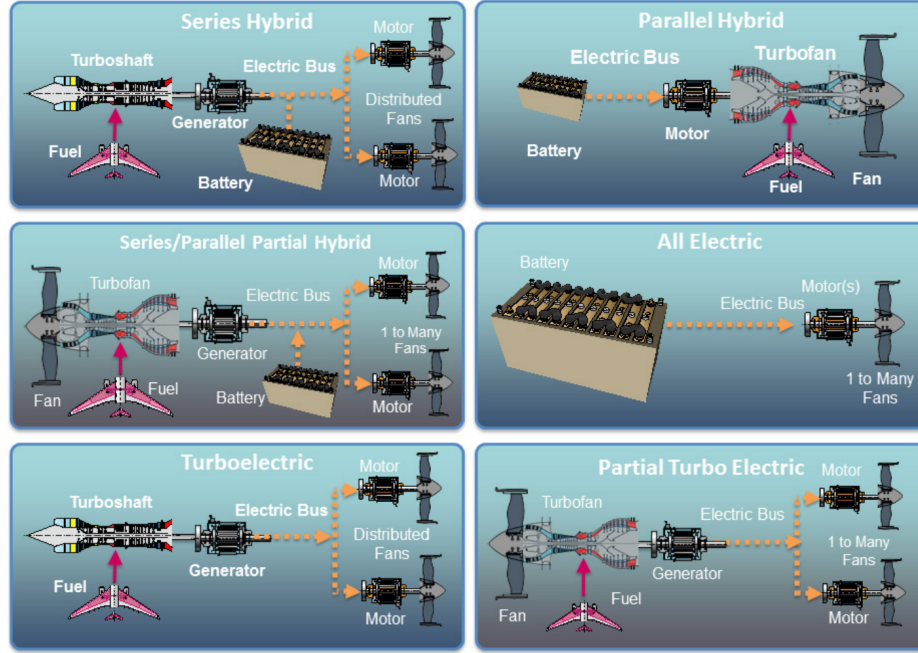 Series Hybrid
Turboshaft
Motor
Electric Bus
Distributed
Fans
Generator
Fuel
Battery
Motor
Parallel Hybrid
Electric Bus
Turbofan
Battery
Motor
Fuel
Fan
Series/Parallel Partial Hybrid
Turbofan
Motor
Electric Bus
1 to Many
Fans
Generator
Fan
Fuel
Battery
Motor
All Electric
Battery
Motor(s)
Electric Bus
1 to Many
Fans
Turboelectric
Turboshaft
Motor
Electric Bus
Distributed
Fans
Generator
Fuel
Motor
Partial Turbo Electric
Motor
Turbofan
Electric Bus
1 to Many
Fans
Generator
Fuel
Fan
Motor